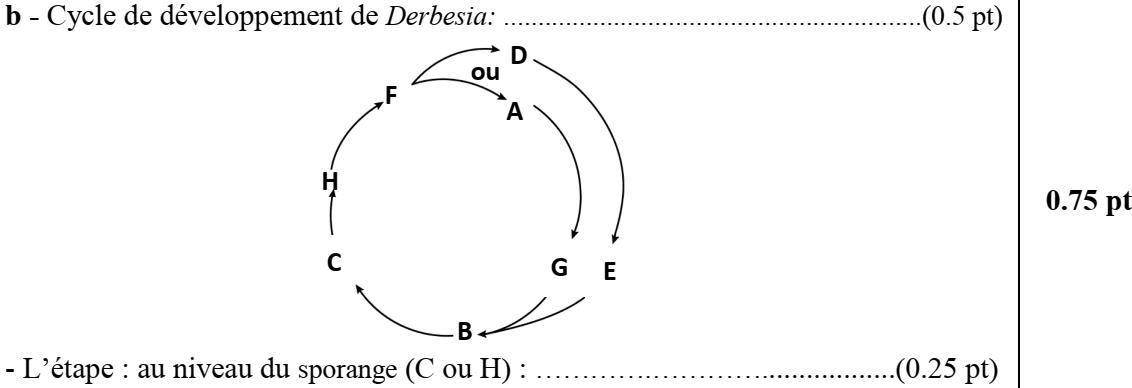 b - Cycle de développement de Derbesia: ..............................................................(0.5 pt)
D
ou
F
A
H
0.75 pt
C
G E
B
- L’étape : au niveau du sporange (C ou H) : ..........................................(0.25 pt)